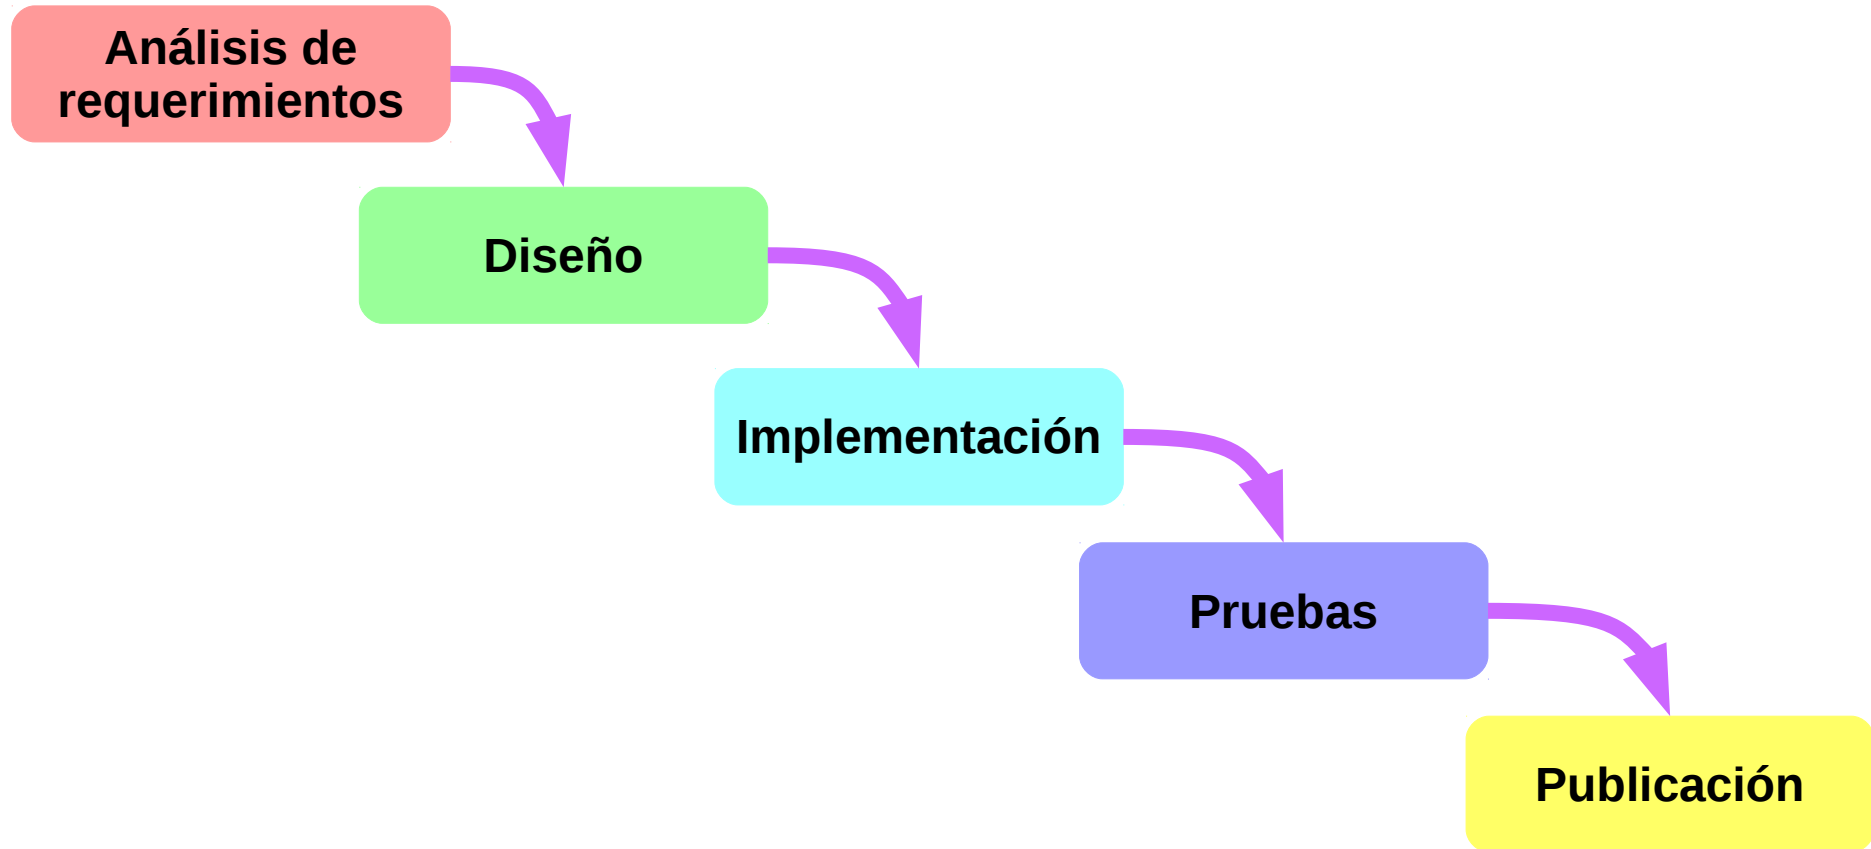 Análisis de
requerimientos
Diseño
Implementación
Pruebas
Publicación